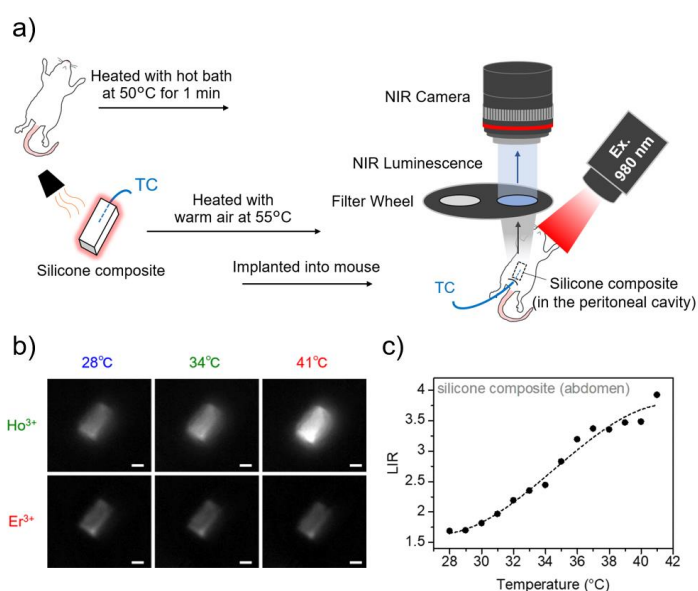 a)
Heated with hot bath
at 50°C for 1 min
TC
Silicone composite
Heated with
warm air at 55°C
Implanted into mouse
NIR Camera
NIR Luminescence
Filter Wheel
Ex.
980 nm
TC
Silicone composite
(in the peritoneal cavity)
b)
28℃ 34℃ 41℃
Ho³⁺
Er³⁺
c)
silicone composite (abdomen)
4
3.5
3
2.5
2
1.5
LIR
28 30 32 34 36 38 40 42
Temperature (°C)